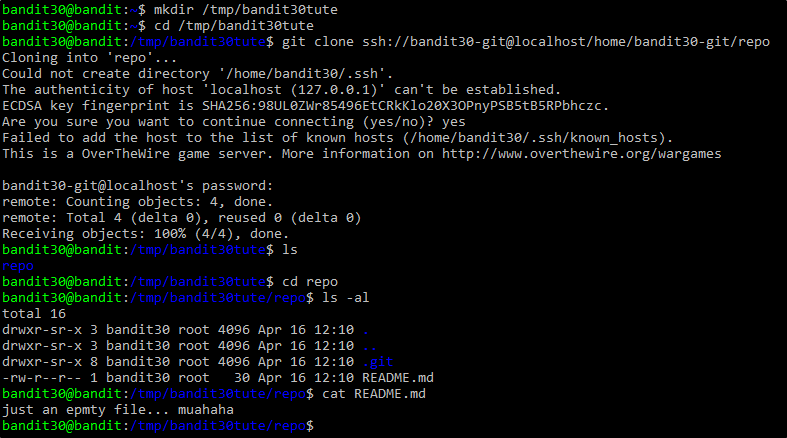 bandit30@bandit:~$ mkdir /tmp/bandit30tute
bandit30@bandit:~$ cd /tmp/bandit30tute
bandit30@bandit:/tmp/bandit30tute$ git clone ssh://bandit30-git@localhost/home/bandit30-git/repo
Cloning into 'repo'...
Could not create directory '/home/bandit30/.ssh'.
The authenticity of host 'localhost (127.0.0.1)' can't be established.
ECDSA key fingerprint is SHA256:98UL0ZWr85496EtCRkKlo20X3OPnyPSB5tB5RPbhczc.
Are you sure you want to continue connecting (yes/no)? yes
Failed to add the host to the list of known hosts (/home/bandit30/.ssh/known_hosts).
This is a OverTheWire game server. More information on http://www.overthewire.org/wargames
bandit30-git@localhost's password:
remote: Counting objects: 4, done.
remote: Total 4 (delta 0), reused 0 (delta 0)
Receiving objects: 100% (4/4), done.
bandit30@bandit:/tmp/bandit30tute$ ls
repo
bandit30@bandit:/tmp/bandit30tute$ cd repo
bandit30@bandit:/tmp/bandit30tute/repo$ ls -al
total 16
drwxr-sr-x 3 bandit30 root 4096 Apr 16 12:10 .
drwxr-sr-x 3 bandit30 root 4096 Apr 16 12:10 ..
drwxr-sr-x 8 bandit30 root 4096 Apr 16 12:10 .git
-rw-r--r-- 1 bandit30 root   30 Apr 16 12:10 README.md
bandit30@bandit:/tmp/bandit30tute/repo$ cat README.md
just an epmty file... muahaha
bandit30@bandit:/tmp/bandit30tute/repo$